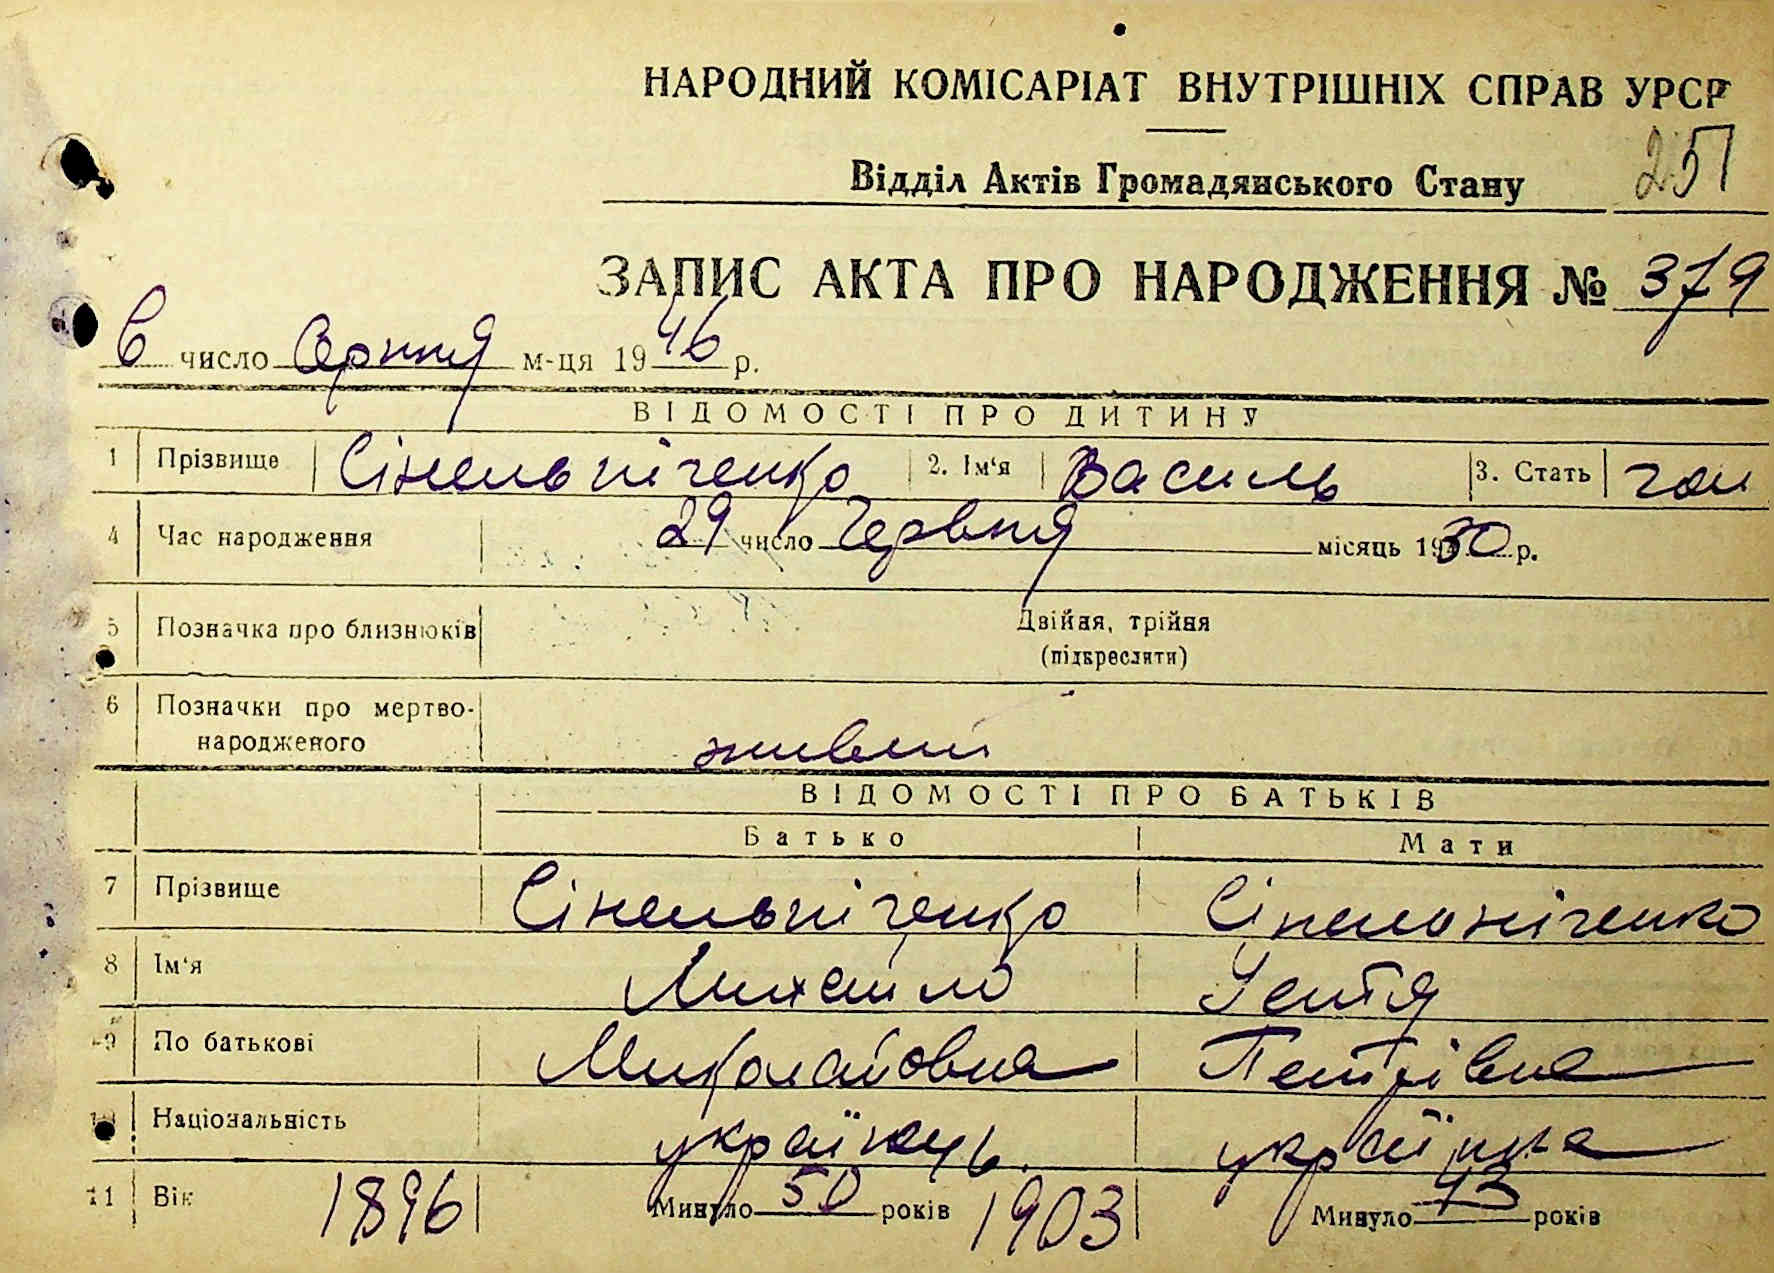 НАРОДНИЙ КОМІСАРІАТ ВНУТРІШНІХ СПРАВ УРСР
251
Відділ Актів Громадянського Стану
ЗАПИС АКТА ПРО НАРОДЖЕННЯ № 379
6 число Серпня м-ця 1946 р.
ВІДОМОСТІ ПРО ДИТИНУ
1 Прізвище Сінельніченко 2. Ім'я Василь 3. Стать чол
4 Час народження 29 число Червня місяць 1930 р.
5 Позначка про близнюків Двійня, трійня
(підкреслити)
6 Позначки про мертво-
народженого живий
ВІДОМОСТІ ПРО БАТЬКІВ
Батько Мати
7 Прізвище Сінельніченко Сінельніченко
8 Ім'я Михайло Устя
9 По батькові Миколайовна Петрівна
10 Національність українець українка
11 Вік 1896 Минуло 50 років 1903 Минуло 43 років